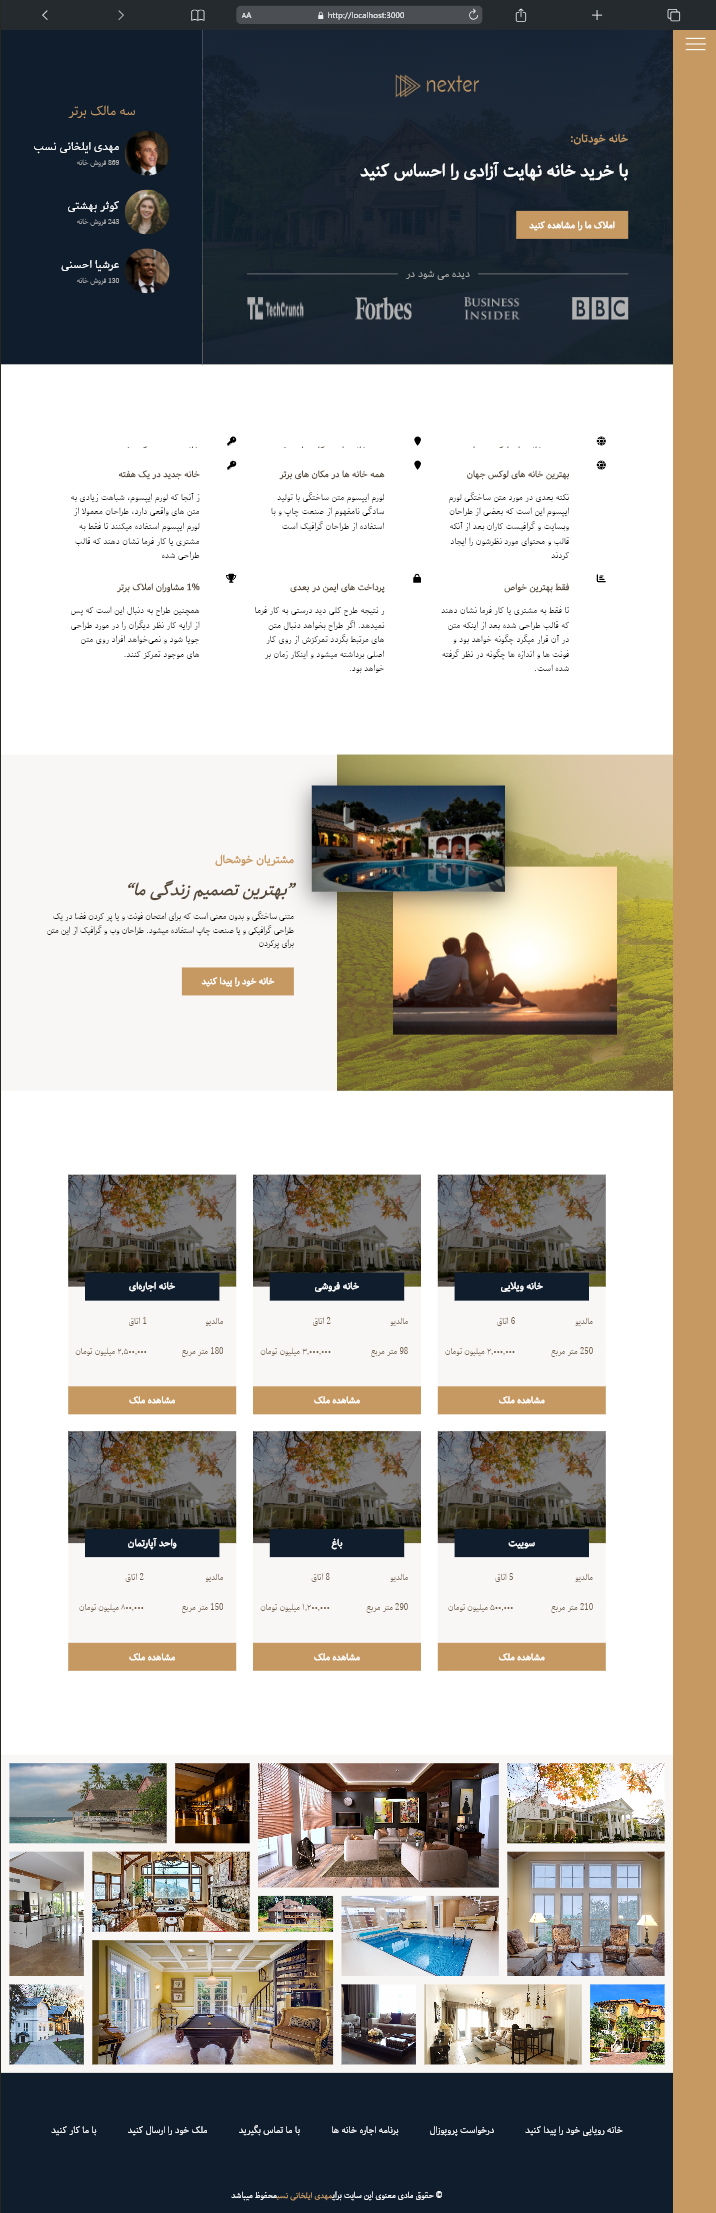 http://localhost:3000
nexter
خانه خودتان:
با خرید خانه نهایت آزادی را احساس کنید
املاک ما را مشاهده کنید
دیده می شود در
BBC
BUSINESS INSIDER
Forbes
TechCrunch
سه مالک برتر
مهدی ایلخانی نسب
869 فروش خانه
کوثر بهشتی
243 فروش خانه
عرشیا احسنی
130 فروش خانه
بهترین خانه های لوکس جهان
نکته بعدی در مورد متن ساختگی لورم
ایپسوم این است که بعضی از طراحان
وبسایت و گرافیست کاران بعد از آنکه
قالب و محتوای مورد نظرشون را ایجاد
کردند
همه خانه ها در مکان های برتر
لورم ایپسوم متن ساختگی با تولید
سادگی نامفهوم از صنعت چاپ و با
استفاده از طراحان گرافیک است
خانه جدید در یک هفته
ز آنجا که لورم ایپسوم، شباهت زیادی به
متن های واقعی دارد، طراحان معمولا از
لورم ایپسوم استفاده میکنند تا فقط به
مشتری یا کار فرما نشان دهند که قالب
طراحی شده
فقط بهترین خواص
تا فقط به مشتری یا کار فرما نشان دهند
که قالب طراحی شده بعد از اینکه متن
در آن قرار میگرد چگونه خواهد بود و
فونت ها و اندازه ها چگونه در نظر گرفته
شده است.
پرداخت های ایمن در بعدی
ر نتیجه طرح کلی دید درستی به کار فرما
نمیدهد. اگر طراح بخواهد دنبال متن
های مرتبط بگردد تمرکزش از روی کار
اصلی برداشته میشود و اینکار زمان بر
خواهد بود.
1% مشاوران املاک برتر
همچنین طراح به دنبال این است که پس
از ارایه کار نظر دیگران را در مورد طراحی
جویا شود و نمی‌خواهد افراد روی متن
های موجود تمرکز کنند.
مشتریان خوشحال
”بهترین تصمیم زندگی ما“
متنی ساختگی و بدون معنی است که برای امتحان فونت و یا پر کردن فضا در یک
طراحی گرافیکی و یا صنعت چاپ استفاده میشود. طراحان وب و گرافیک از این متن
برای پرکردن
خانه خود را پیدا کنید
خانه ویلایی
مالدیو
6 اتاق
250 متر مربع
۲,۰۰۰,۰۰۰ میلیون تومان
مشاهده ملک
خانه فروشی
مالدیو
2 اتاق
98 متر مربع
۳,۰۰۰,۰۰۰ میلیون تومان
مشاهده ملک
خانه اجاره‌ای
مالدیو
1 اتاق
180 متر مربع
۲,۵۰۰,۰۰۰ میلیون تومان
مشاهده ملک
سوییت
مالدیو
5 اتاق
210 متر مربع
۵۰۰,۰۰۰ میلیون تومان
مشاهده ملک
باغ
مالدیو
8 اتاق
290 متر مربع
۱,۲۰۰,۰۰۰ میلیون تومان
مشاهده ملک
واحد آپارتمان
مالدیو
2 اتاق
150 متر مربع
۸۰۰,۰۰۰ میلیون تومان
مشاهده ملک
خانه رویایی خود را پیدا کنید
درخواست پروپوزال
برنامه اجاره خانه ها
با ما تماس بگیرید
ملک خود را ارسال کنید
با ما کار کنید
© حقوق مادی معنوی این سایت برای مهدی ایلخانی نسب محفوظ میباشد